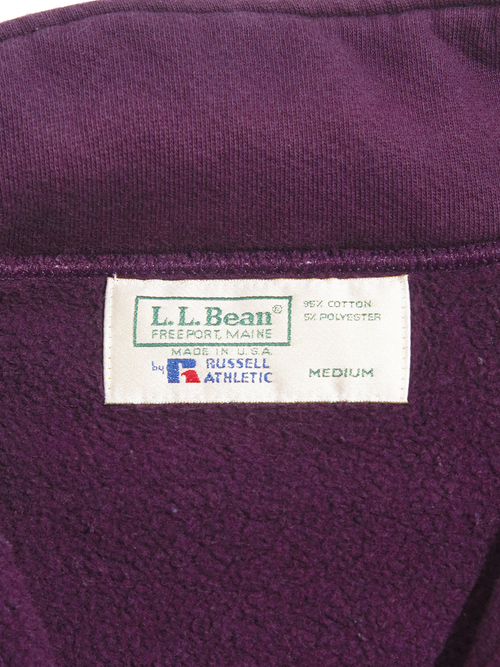 L.L.Bean®
FREEPORT, MAINE
MADE IN U.S.A.
by RUSSELL
ATHLETIC
95% COTTON
5% POLYESTER
MEDIUM